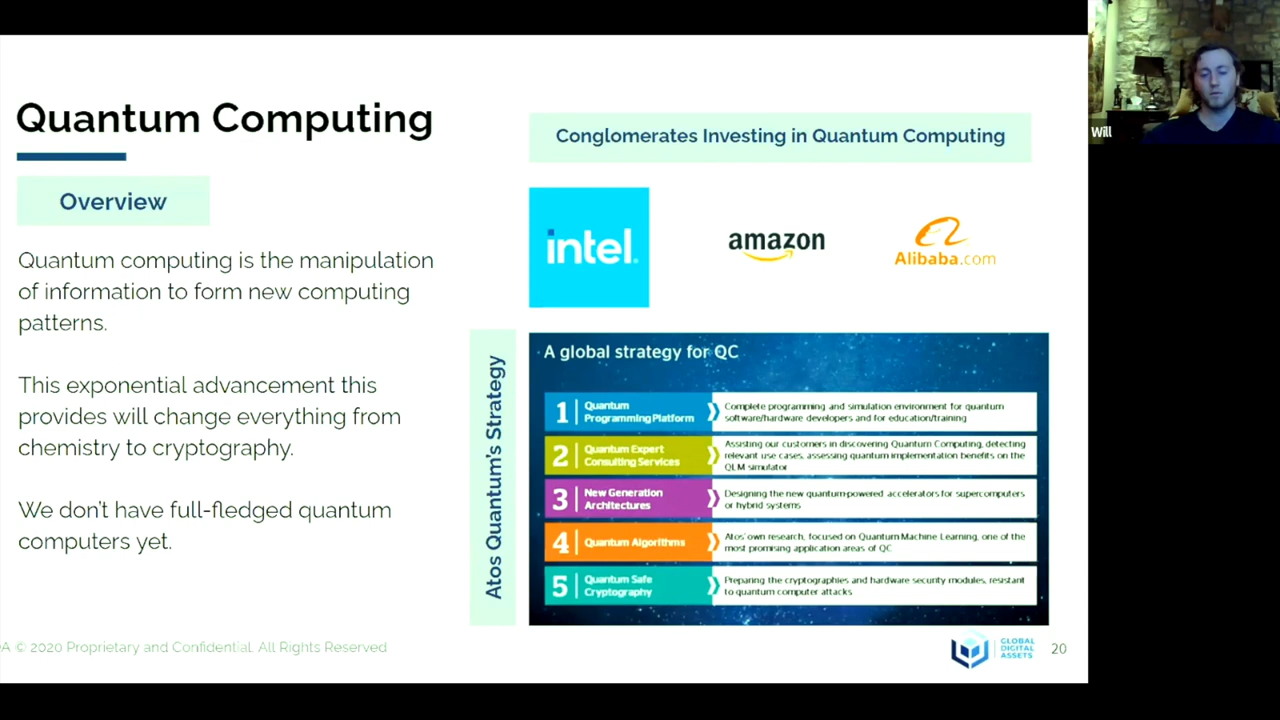 Quantum Computing
Overview
Quantum computing is the manipulation
of information to form new computing
patterns.
This exponential advancement this
provides will change everything from
chemistry to cryptography.
We don't have full-fledged quantum
computers yet.
Conglomerates Investing in Quantum Computing
intel.
amazon
Alibaba.com
Atos Quantum's Strategy
A global strategy for QC
1 Quantum
Programming Platform
Complete programming and simulation environment for quantum
software/hardware developers and for education/training
2 Quantum Expert
Consulting Services
Assisting our customers in discovering Quantum Computing, detecting
relevant use cases, assessing quantum implementation benefits on the
QLM simulator
3 New Generation
Architectures
Designing the new quantum-powered accelerators for supercomputers
or hybrid systems
4 Quantum Algorithms
Atos' own research, focused on Quantum Machine Learning, one of the
most promising application areas of QC
5 Quantum Safe
Cryptography
Preparing the cryptographies and hardware security modules, resistant
to quantum computer attacks
A © 2020 Proprietary and Confidential. All Rights Reserved
GLOBAL
DIGITAL
ASSETS
20
Will